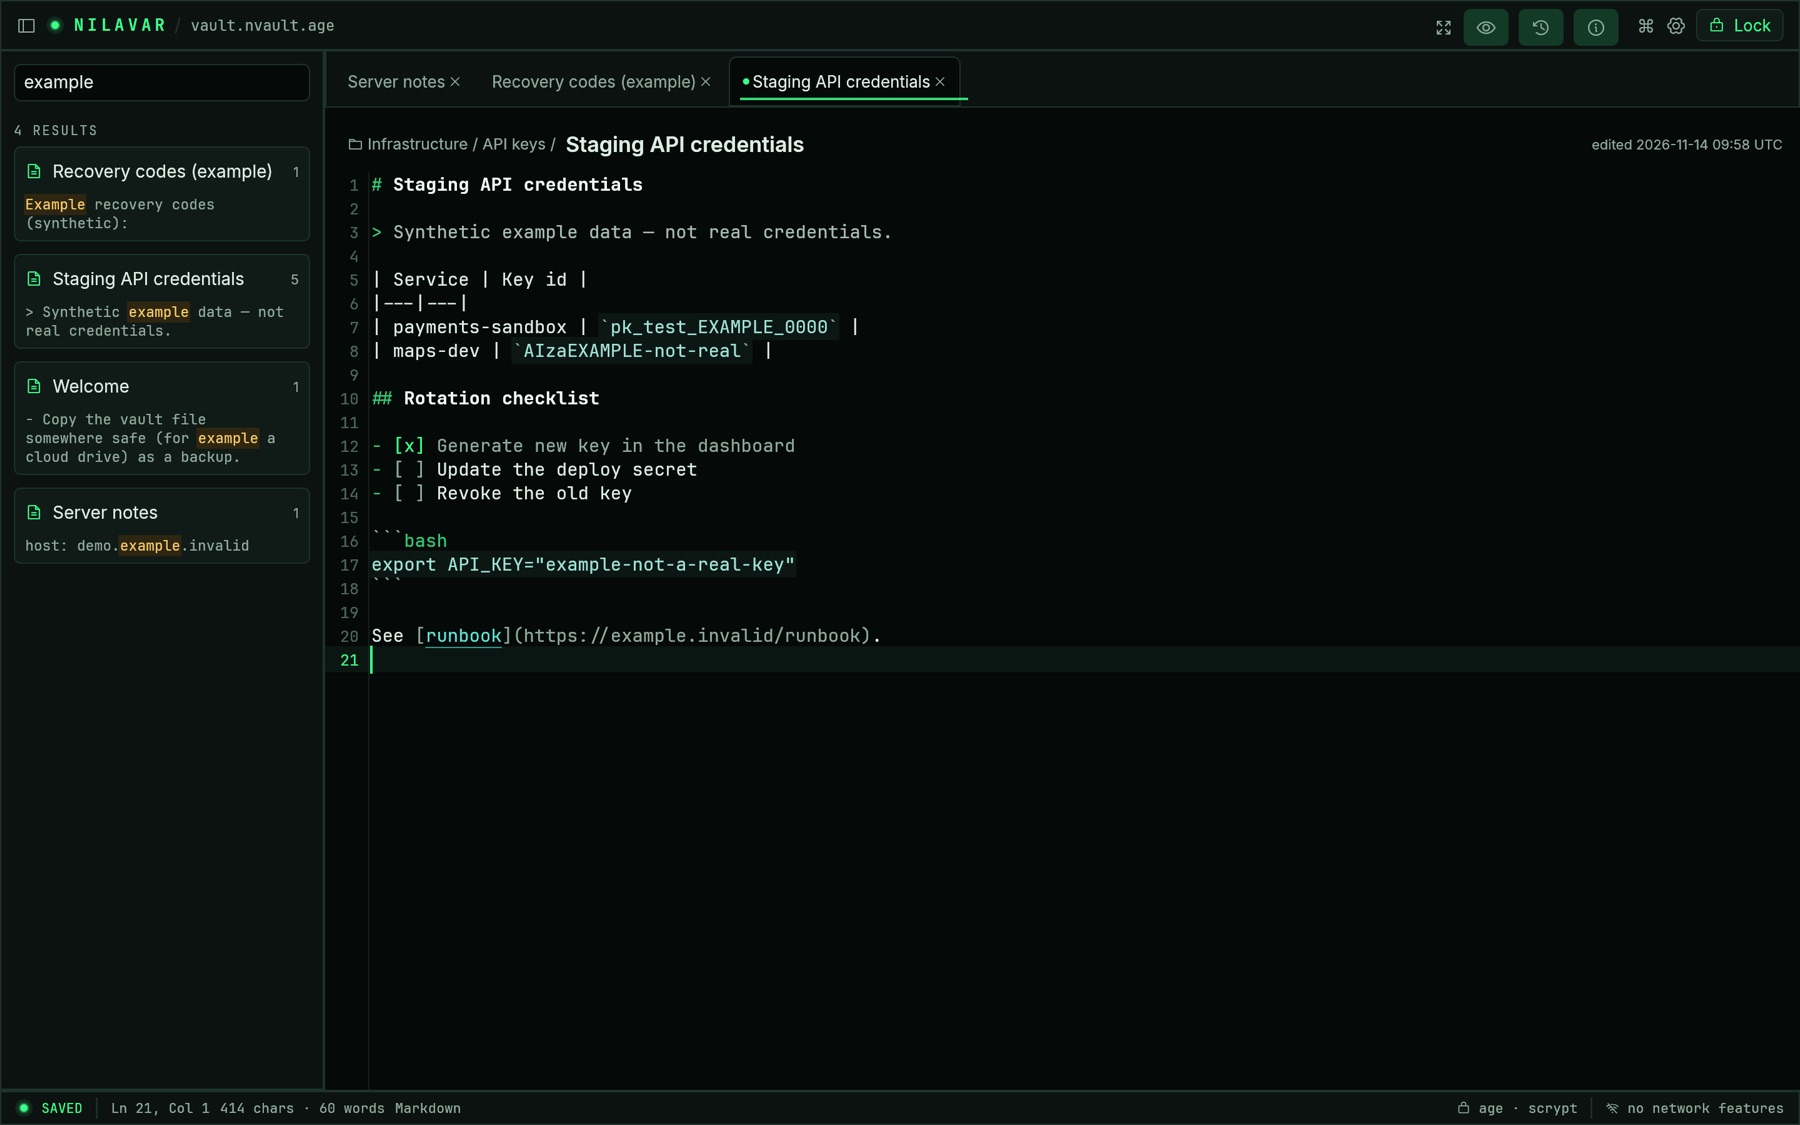 NILAVAR / vault.nvault.age
Lock
example
Server notes
Recovery codes (example)
Staging API credentials
4 RESULTS
Recovery codes (example) 1
Example recovery codes
(synthetic):
Staging API credentials 5
> Synthetic example data — not
real credentials.
Welcome 1
- Copy the vault file
somewhere safe (for example a
cloud drive) as a backup.
Server notes 1
host: demo.example.invalid
Infrastructure / API keys / Staging API credentials
edited 2026-11-14 09:58 UTC
1 # Staging API credentials
2
3 > Synthetic example data — not real credentials.
4
5 | Service | Key id |
6 |---|---|
7 | payments-sandbox | `pk_test_EXAMPLE_0000` |
8 | maps-dev | `AIzaEXAMPLE-not-real` |
9
10 ## Rotation checklist
11
12 - [x] Generate new key in the dashboard
13 - [ ] Update the deploy secret
14 - [ ] Revoke the old key
15
16 ```bash
17 export API_KEY="example-not-a-real-key"
18 ```
19
20 See [runbook](https://example.invalid/runbook).
21
SAVED Ln 21, Col 1 414 chars · 60 words Markdown
age · scrypt no network features